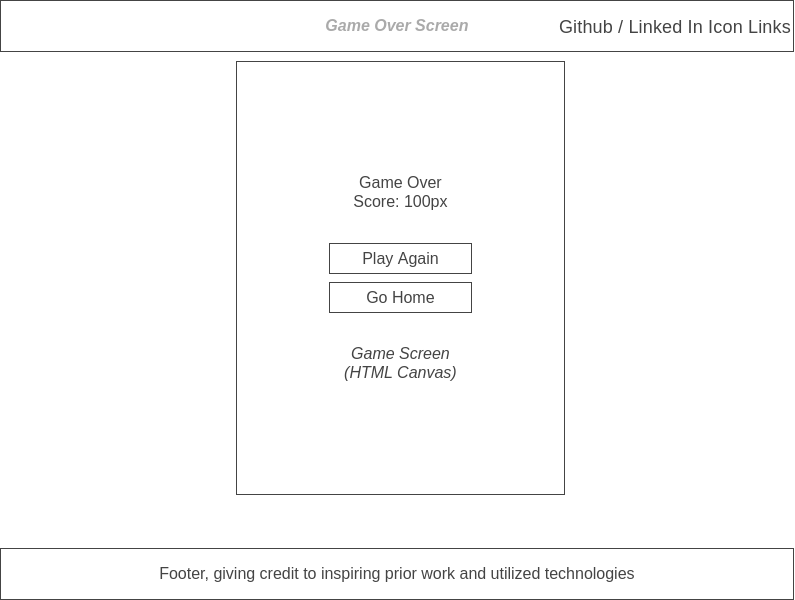 Game Over Screen
Github / Linked In Icon Links
Game Over
Score: 100px
Play Again
Go Home
Game Screen
(HTML Canvas)
Footer, giving credit to inspiring prior work and utilized technologies